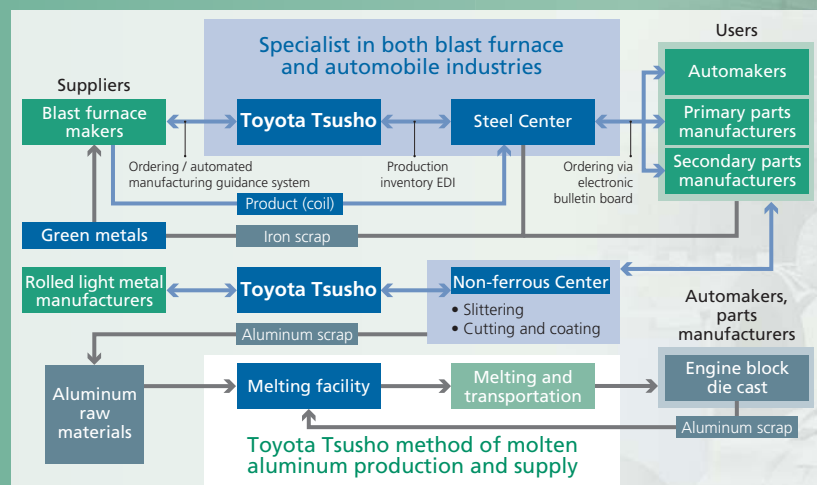 Specialist in both blast furnace
and automobile industries
Users
Suppliers
Blast furnace
makers
Toyota Tsusho
Steel Center
Automakers
Primary parts
manufacturers
Secondary parts
manufacturers
Ordering / automated
manufacturing guidance system
Production
inventory EDI
Ordering via
electronic
bulletin board
Product (coil)
Green metals
Iron scrap
Rolled light metal
manufacturers
Toyota Tsusho
Non-ferrous Center
• Slittering
• Cutting and coating
Automakers,
parts
manufacturers
Aluminum scrap
Aluminum
raw
materials
Melting facility
Melting and
transportation
Engine block
die cast
Aluminum scrap
Toyota Tsusho method of molten
aluminum production and supply